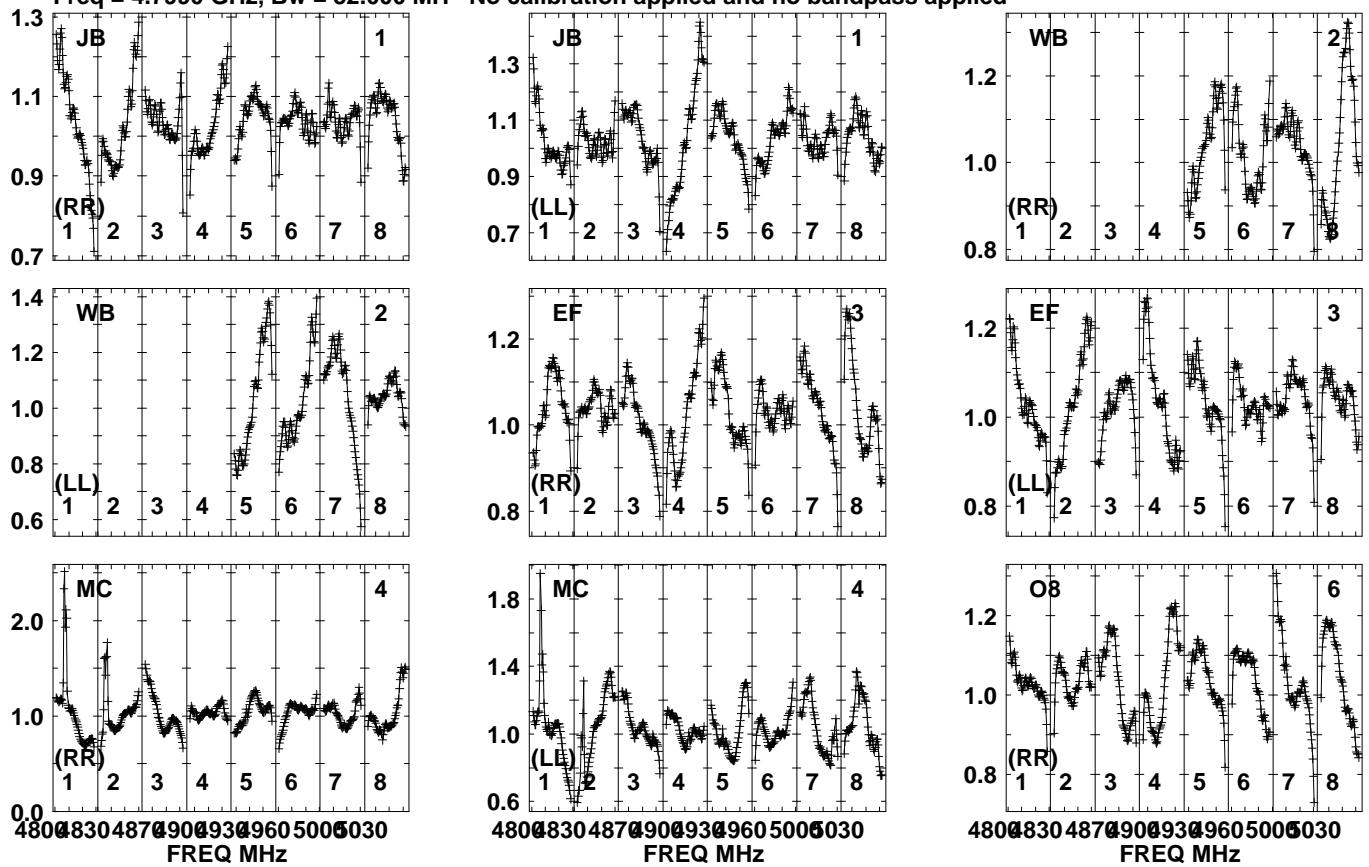 Freq = 4.7990 GHz, Bw = 32.000 MH No calibration applied and no bandpass applied
1.3 JB 1
1.2
1.1
1.0
0.9
(RR)
0.8
1 2 3 4 5 6 7 8
0.7
JB 1
1.3
1.1
0.9
(LL)
0.7
1 2 3 4 5 6 7 8
WB 2
1.2
1.0
(RR)
0.8
1 2 3 4 5 6 7 8
1.4 WB 2
1.2
1.0
0.8
(LL)
0.6
1 2 3 4 5 6 7 8
EF 3
1.2
1.0
(RR)
0.8
1 2 3 4 5 6 7 8
EF 3
1.2
1.0
(LL)
0.8
1 2 3 4 5 6 7 8
MC 4
2.0
1.0
(RR)
1 2 3 4 5 6 7 8
0.0
MC 4
1.8
1.4
1.0
(LL)
1 2 3 4 5 6 7 8
0.6
O8 6
1.2
1.0
(RR)
0.8
1 2 3 4 5 6 7 8
4800 4830 4870 4900 4930 4960 5000 5030
FREQ MHz
4800 4830 4870 4900 4930 4960 5000 5030
FREQ MHz
4800 4830 4870 4900 4930 4960 5000 5030
FREQ MHz